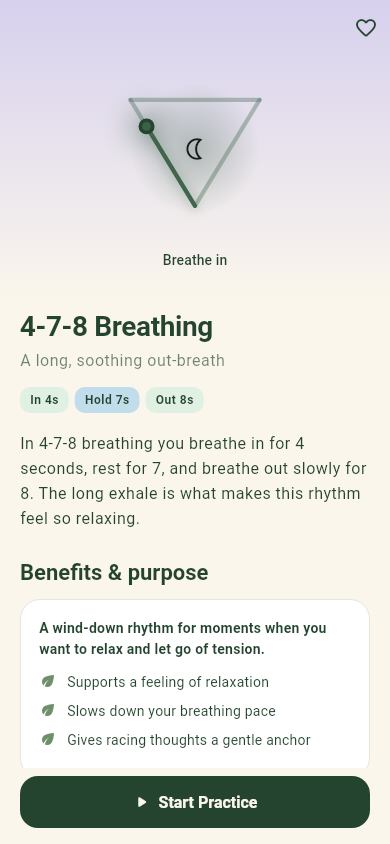 Breathe in
4-7-8 Breathing
A long, soothing out-breath
In 4s
Hold 7s
Out 8s
In 4-7-8 breathing you breathe in for 4
seconds, rest for 7, and breathe out slowly for
8. The long exhale is what makes this rhythm
feel so relaxing.
Benefits & purpose
A wind-down rhythm for moments when you
want to relax and let go of tension.
Supports a feeling of relaxation
Slows down your breathing pace
Gives racing thoughts a gentle anchor
Start Practice